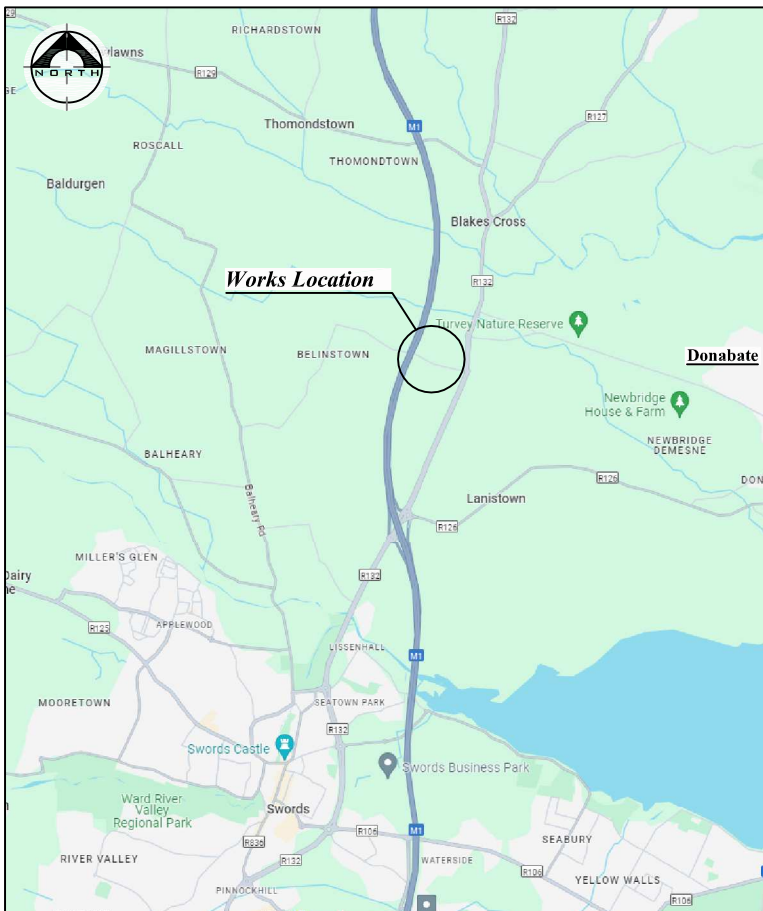 R132
R129
RICHARDSTOWN
NORTH
R129
M1
R127
Thomondstown
ROSCALL
THOMONDTOWN
Baldurgen
Blakes Cross
Works Location
R132
Turvey Nature Reserve
MAGILLSTOWN
BELINSTOWN
Donabate
Newbridge
House & Farm
NEWBRIDGE
DEMESNE
BALHEARY
R126
DON
Balheary Rd
Lanistown
R126
MILLER'S GLEN
R132
Dairy
R125
APPLEWOOD
LISSENHALL
M1
MOORETOWN
SEATOWN PARK
R132
Swords Castle
Swords Business Park
Ward River
Valley
Regional Park
Swords
R106
M1
R836
SEABURY
RIVER VALLEY
R132
WATERSIDE
R106
YELLOW WALLS
PINNOCKHILL
R106